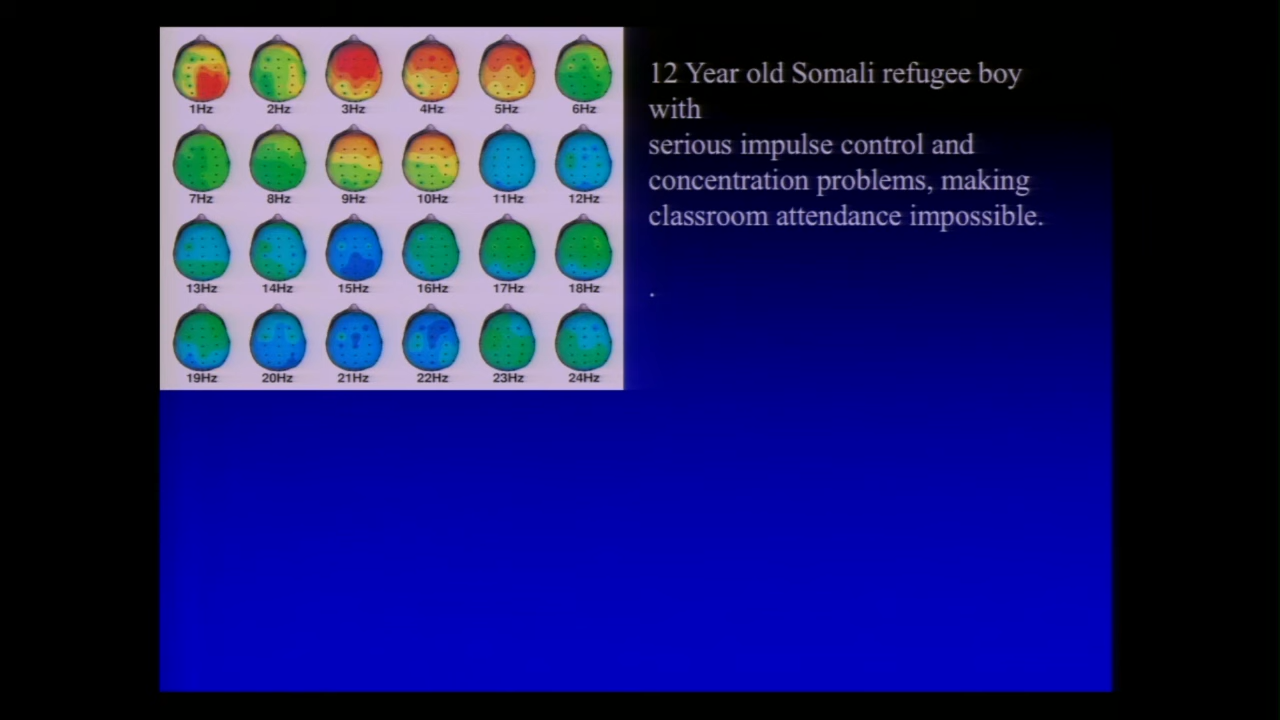 1Hz 2Hz 3Hz 4Hz 5Hz 6Hz
7Hz 8Hz 9Hz 10Hz 11Hz 12Hz
13Hz 14Hz 15Hz 16Hz 17Hz 18Hz
19Hz 20Hz 21Hz 22Hz 23Hz 24Hz
12 Year old Somali refugee boy
with
serious impulse control and
concentration problems, making
classroom attendance impossible.
.